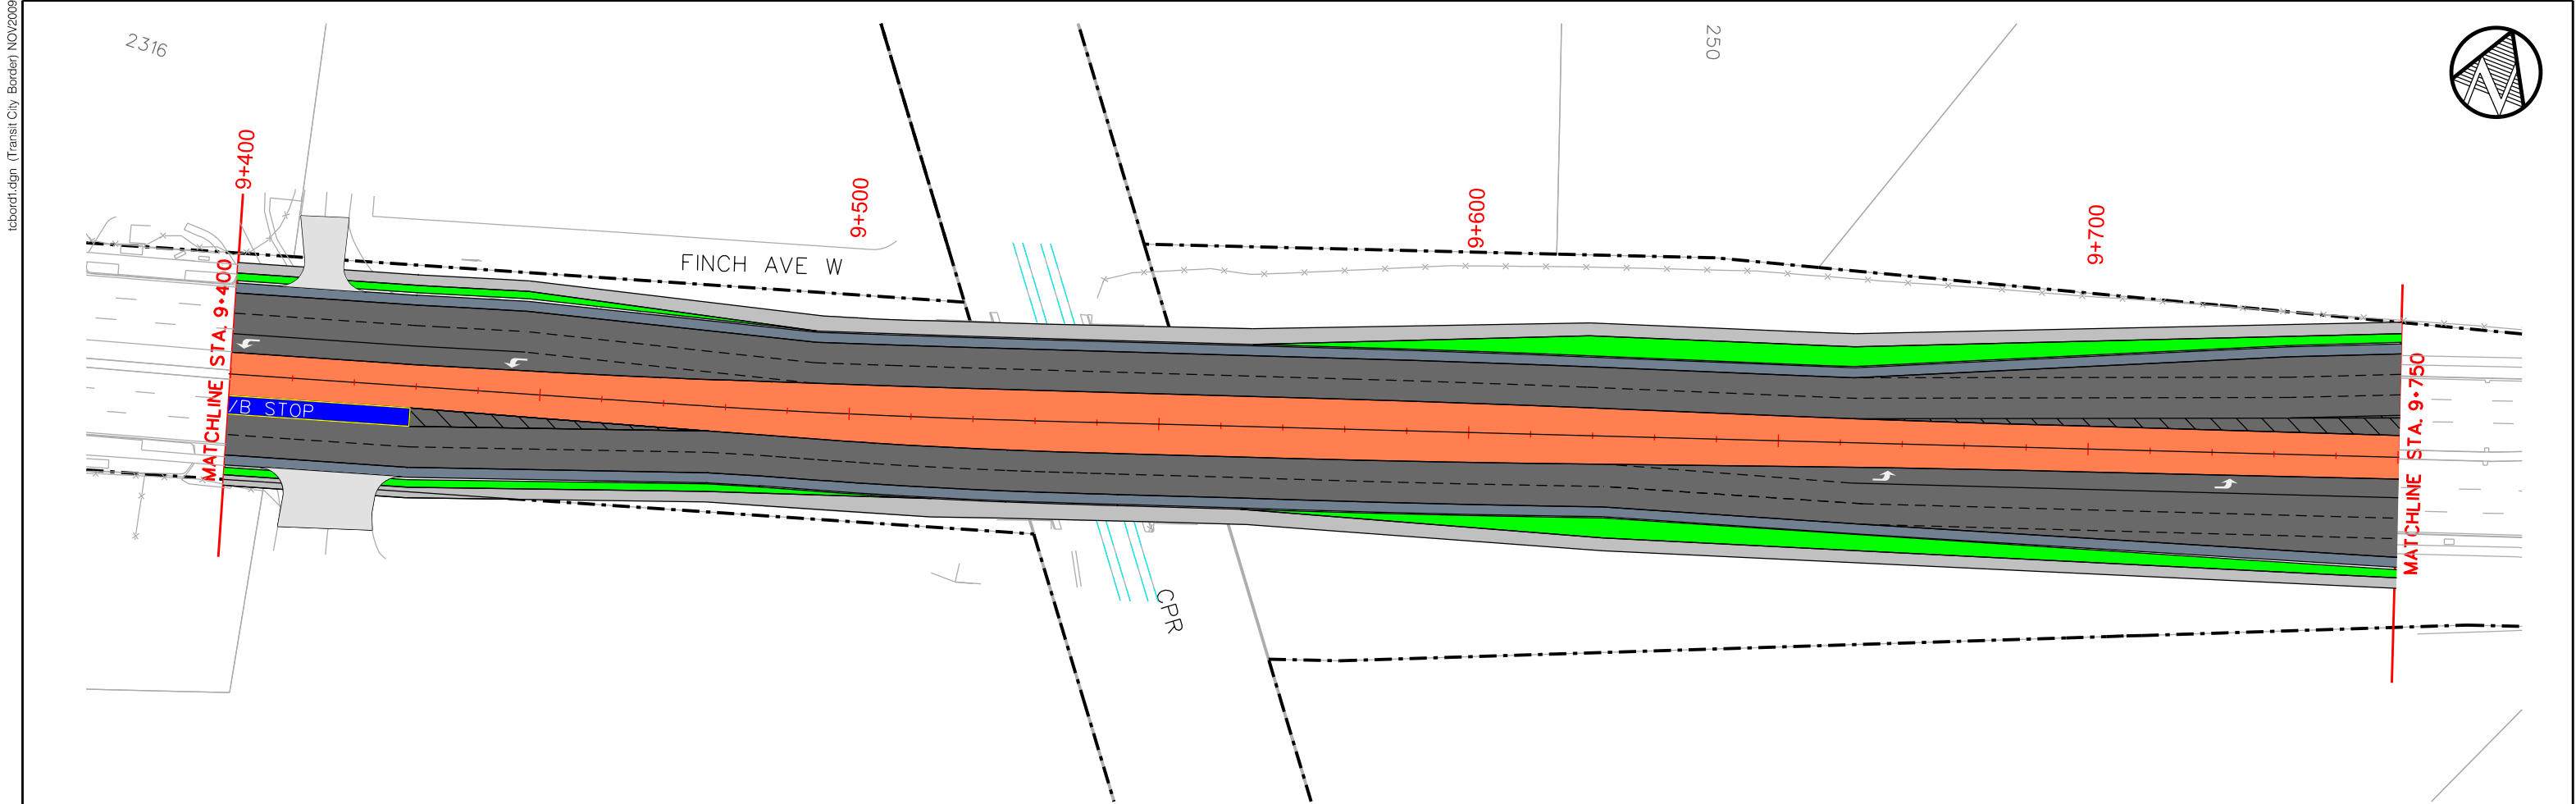 tcbord11.dgn (Transit City Border) NOV2009
2316
250
N
9+400
9+500
9+600
9+700
FINCH AVE W
MATCHLINE STA. 9+400
/B STOP
MATCHLINE STA. 9+750
CPR